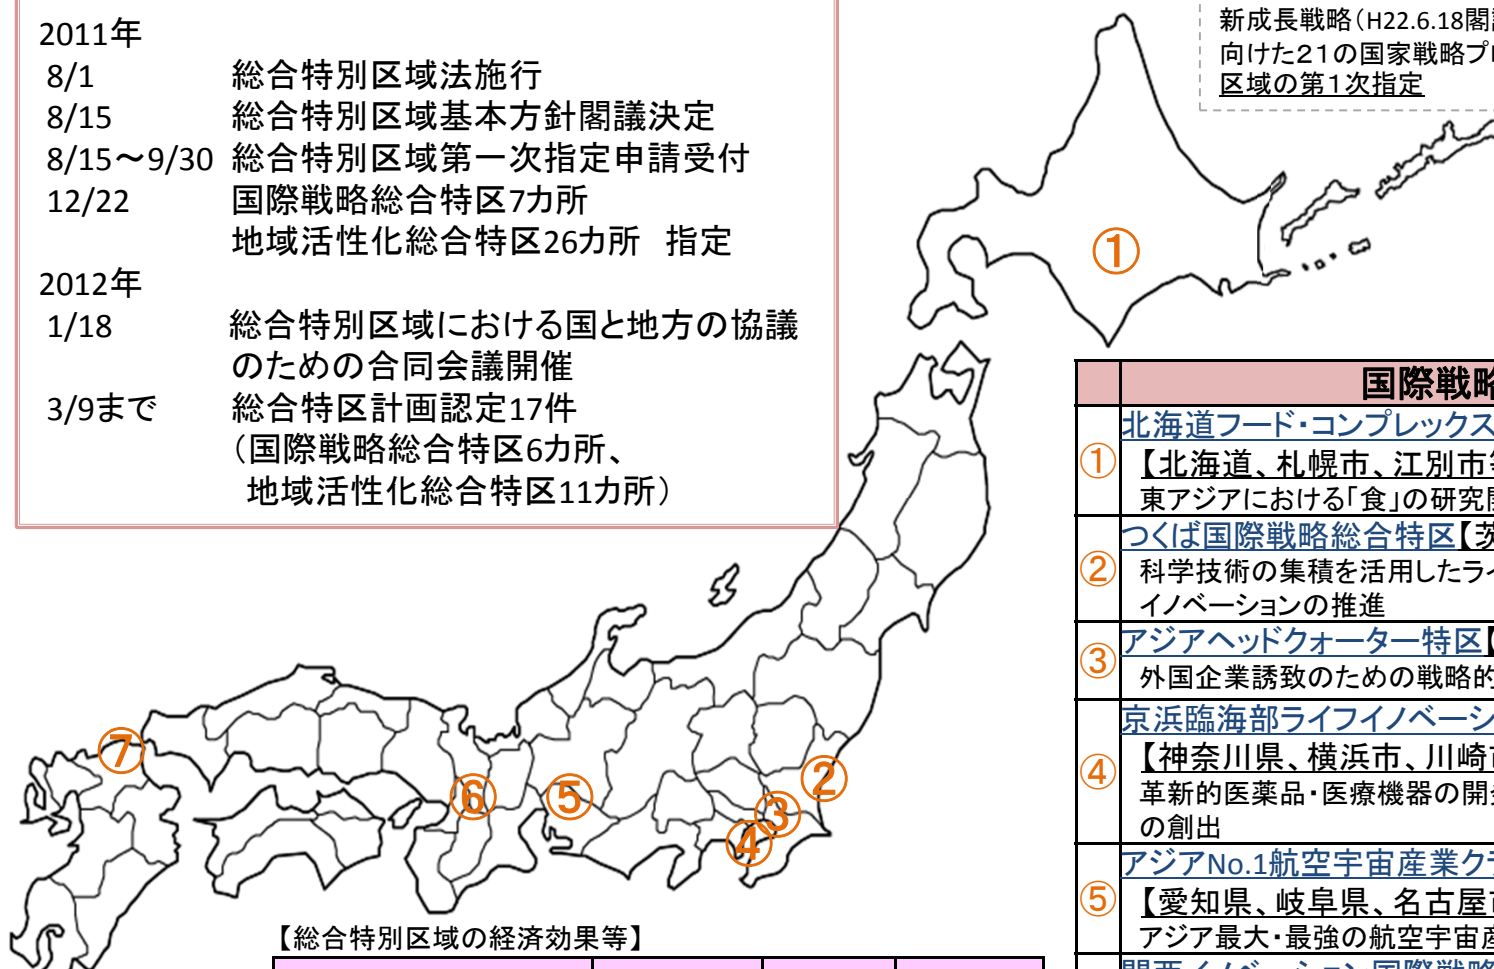 2011年
8/1 総合特別区域法施行
8/15 総合特別区域基本方針閣議決定
8/15～9/30 総合特別区域第一次指定申請受付
12/22 国際戦略総合特区7カ所
地域活性化総合特区26カ所 指定
2012年
1/18 総合特別区域における国と地方の協議
のための合同会議開催
3/9まで 総合特区計画認定17件
（国際戦略総合特区6カ所、
地域活性化総合特区11カ所）
新成長戦略（H22.6.18閣
向けた21の国家戦略プ
区域の第1次指定
①
⑦
⑥
⑤
②
③
④
国際戦略
① 北海道フード・コンプレックス
【北海道、札幌市、江別市
東アジアにおける「食」の研究
② つくば国際戦略総合特区【茨
科学技術の集積を活用したラ
イノベーションの推進
③ アジアヘッドクォーター特区【
外国企業誘致のための戦略的
④ 京浜臨海部ライフイノベーシ
【神奈川県、横浜市、川崎市
革新的医薬品・医療機器の開発
の創出
⑤ アジアNo.1航空宇宙産業クラ
【愛知県、岐阜県、名古屋市
アジア最大・最強の航空宇宙産
関西イノベーション国際戦略
【総合特別区域の経済効果等】